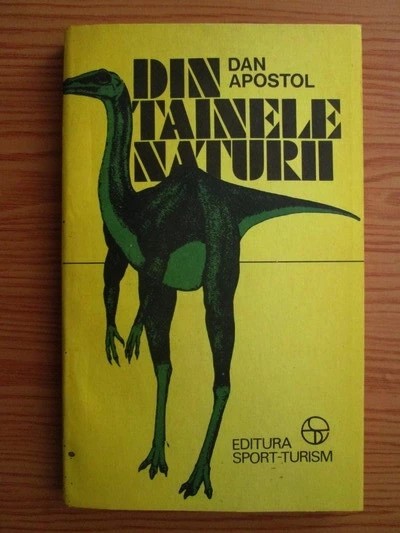 DAN
APOSTOL
DIN
TAINELE
NATURII
EDITURA
SPORT-TURISM